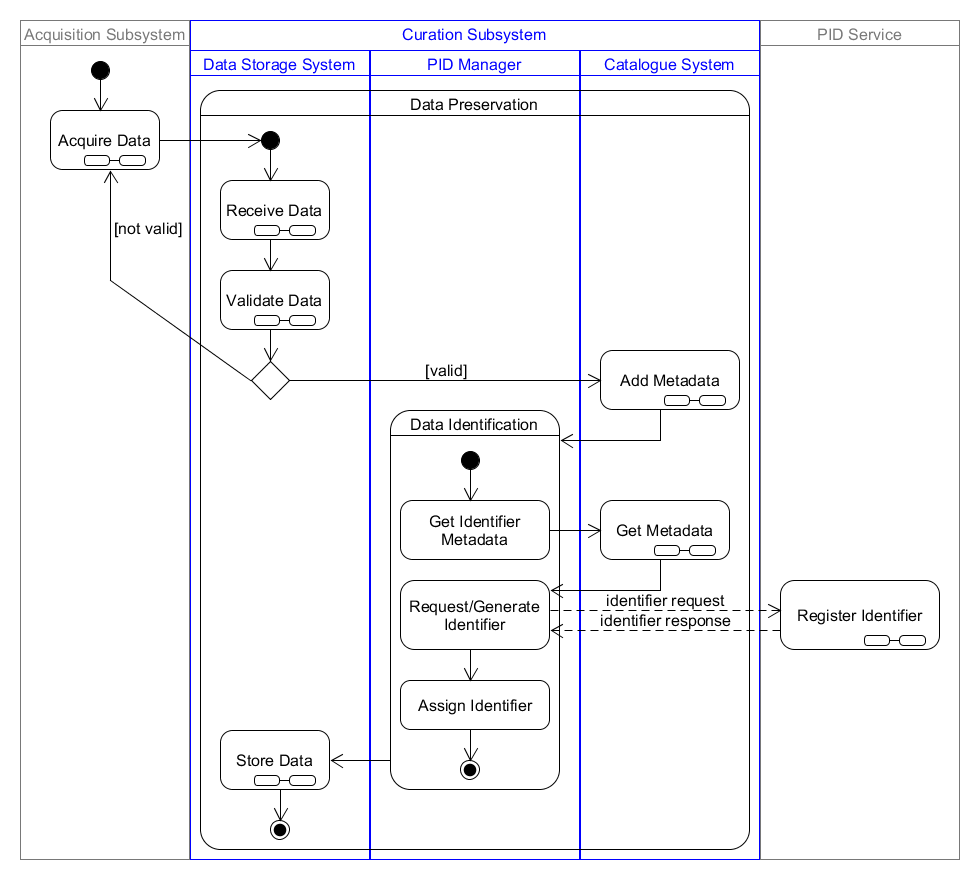 Acquisition Subsystem
Curation Subsystem
PID Service
Data Storage System
PID Manager
Catalogue System
Data Preservation
Acquire Data
Receive Data
[not valid]
Validate Data
[valid]
Add Metadata
Data Identification
Get Identifier
Metadata
Get Metadata
Request/Generate
Identifier
identifier request
identifier response
Register Identifier
Assign Identifier
Store Data